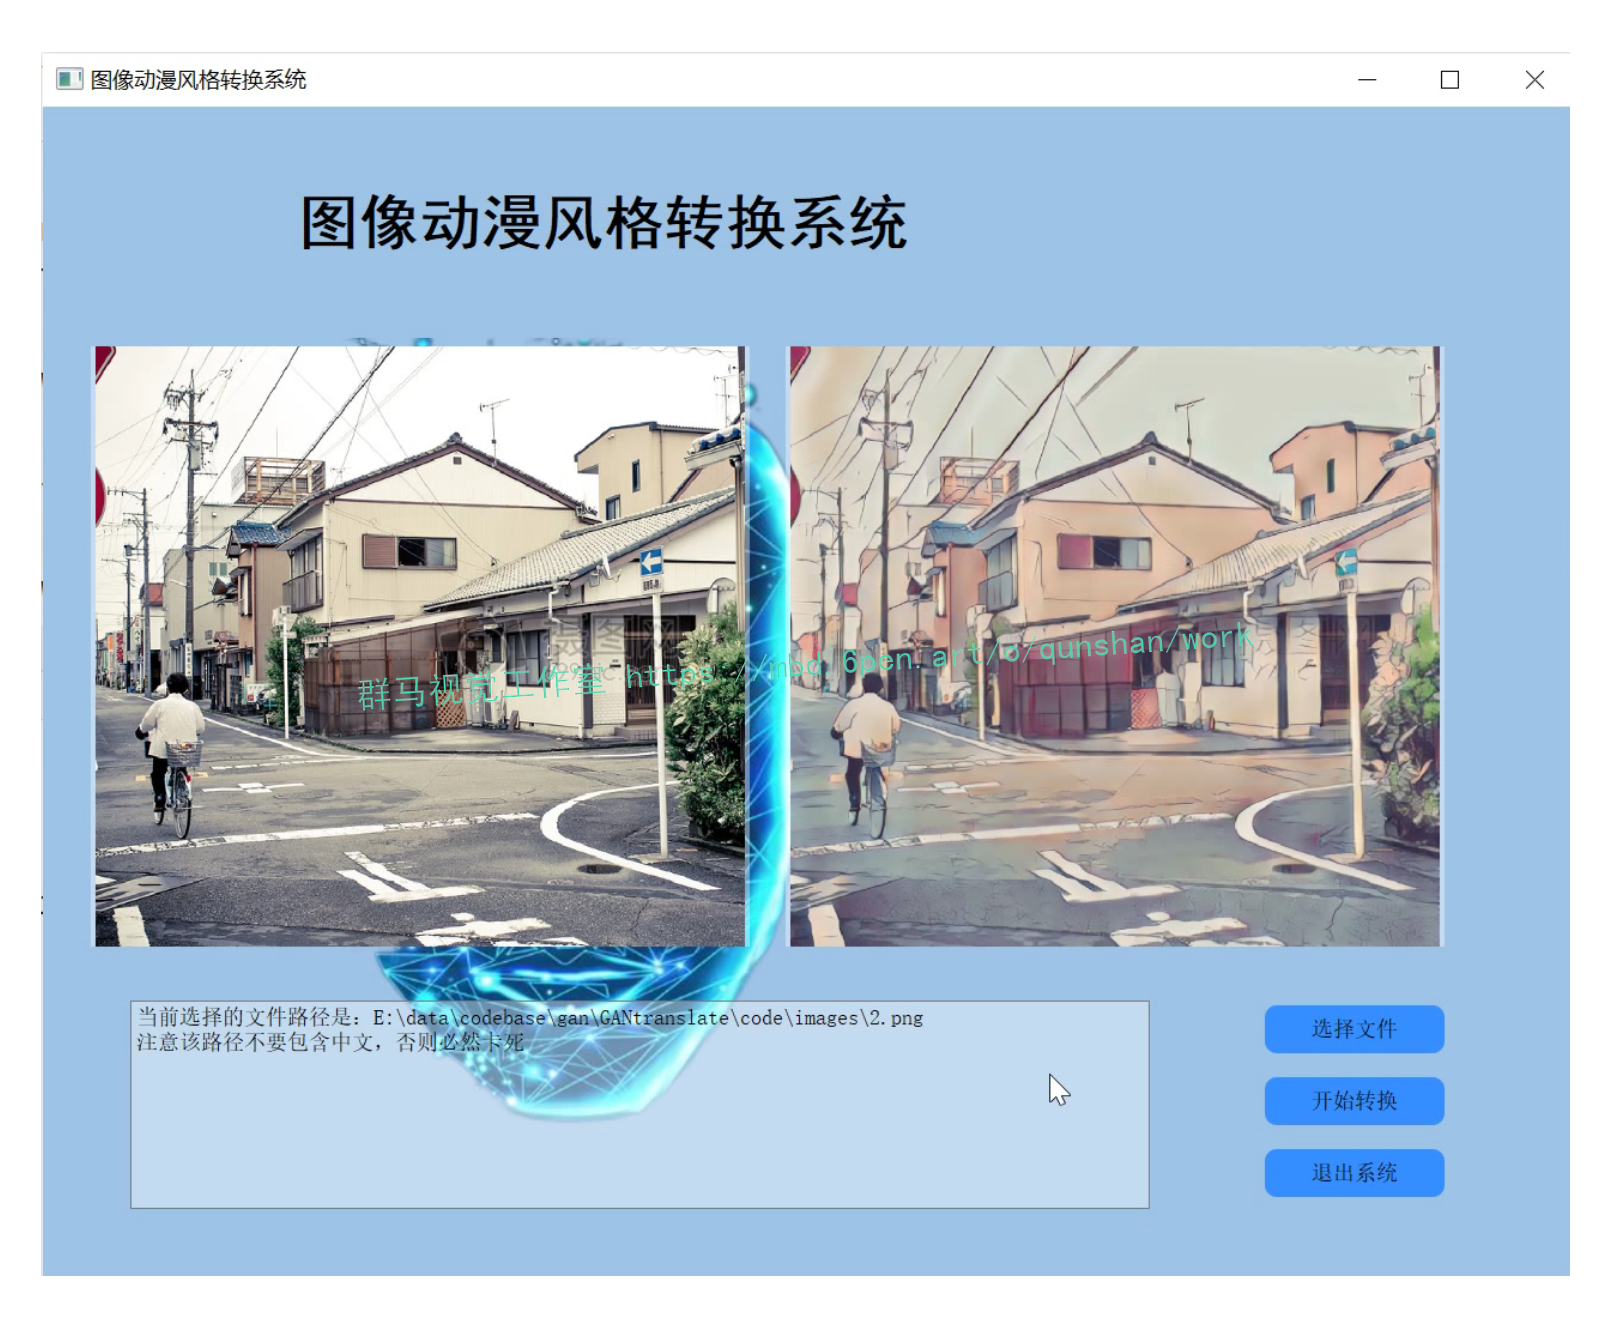 图像动漫风格转换系统
图像动漫风格转换系统
群马视觉工作室 https://mbd.6pen.art/o/qunshan/work
当前选择的文件路径是：E:\data\codebase\gan\GANtranslate\code\images\2.png
注意该路径不要包含中文，否则必然卡死
选择文件
开始转换
退出系统